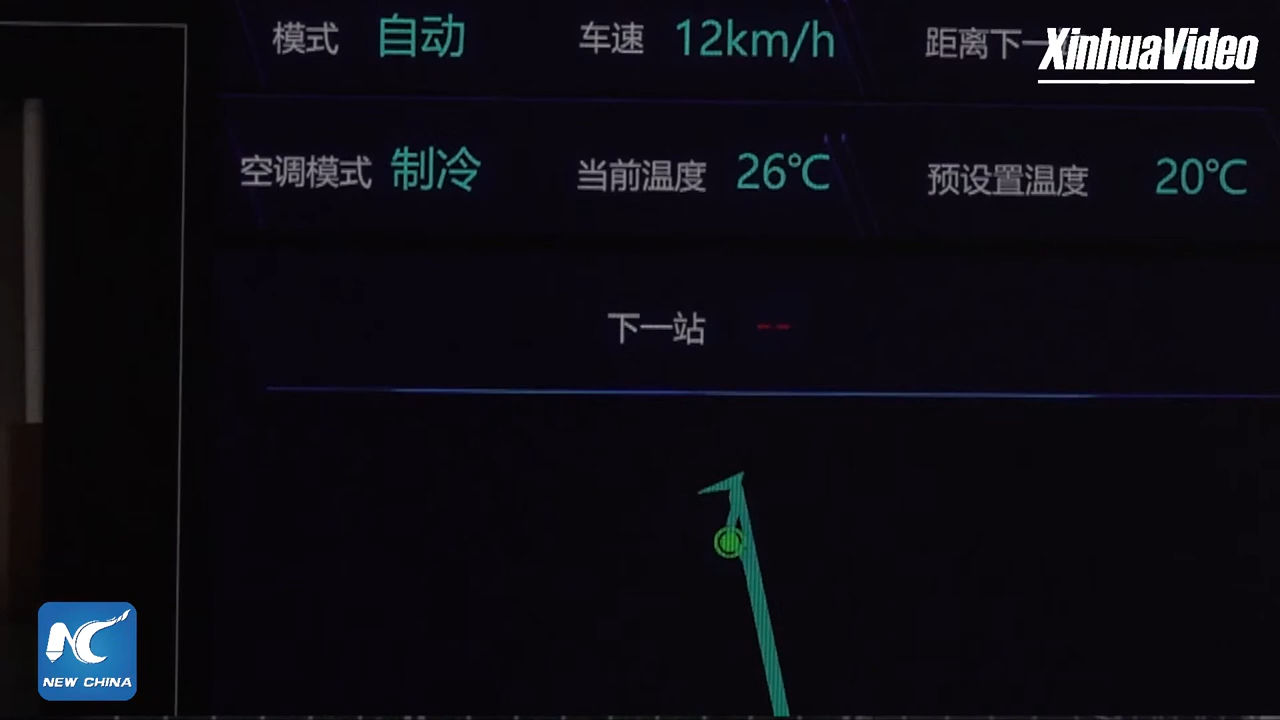 模式 自动 车速 12km/h 距离下一
XinhuaVideo
空调模式 制冷 当前温度 26℃ 预设置温度 20℃
下一站 --
NEW CHINA